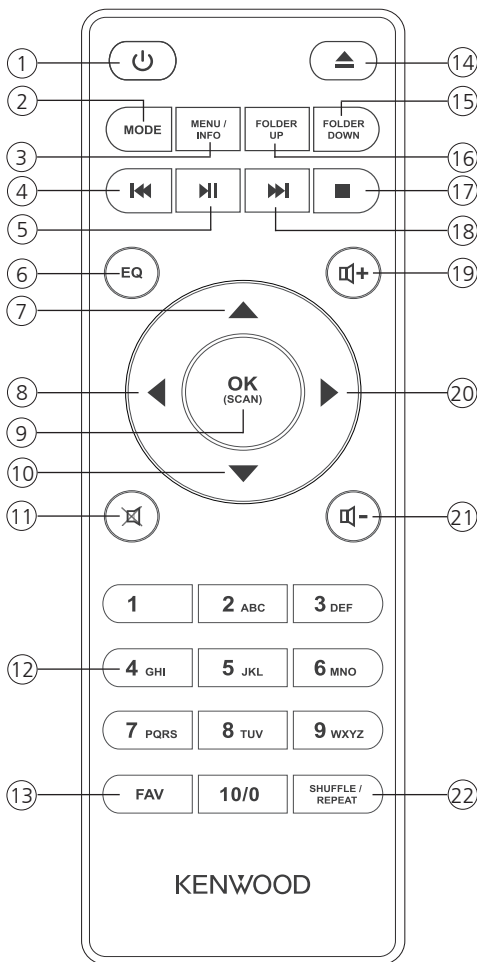 1
14
2
15
MODE
MENU /
INFO
FOLDER
UP
FOLDER
DOWN
3
16
4
17
5
18
6
EQ
+
19
7
8
OK
(SCAN)
20
9
10
11
-
21
1
2 ABC
3 DEF
12
4 GHI
5 JKL
6 MNO
7 PQRS
8 TUV
9 WXYZ
13
FAV
10/0
SHUFFLE /
REPEAT
22
KENWOOD